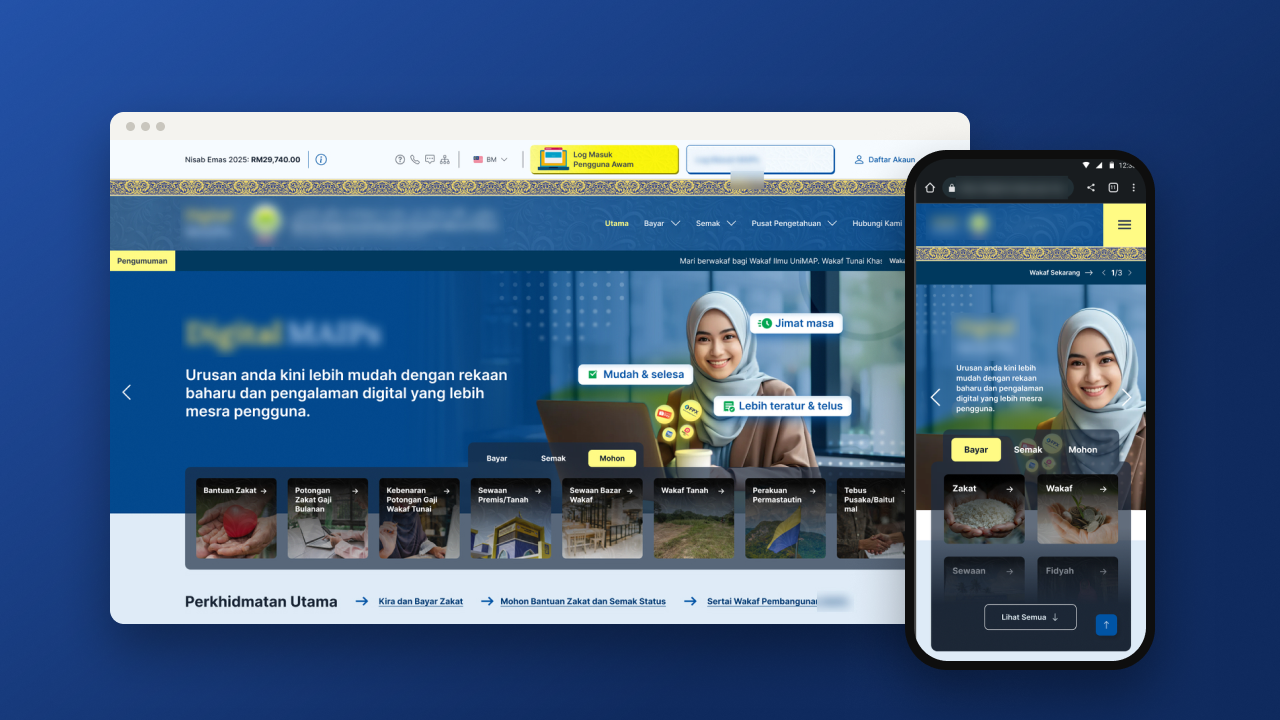 Nisab Emas 2025: RM29,740.00
BM
Log Masuk
Pengguna Awam
Daftar Akaun
Utama
Bayar
Semak
Pusat Pengetahuan
Hubungi Kami
Pengumuman
Mari berwakaf bagi Wakaf Ilmu UniMAP, Wakaf Tunai Khas
Digital MAIPs
Urusan anda kini lebih mudah dengan rekaan
baharu dan pengalaman digital yang lebih
mesra pengguna.
Jimat masa
Mudah & selesa
Lebih teratur & telus
Bayar
Semak
Mohon
Bantuan Zakat
Potongan
Zakat Gaji
Bulanan
Kebenaran
Potongan Gaji
Wakaf Tunai
Sewaan
Premis/Tanah
Sewaan Bazar
Wakaf
Wakaf Tanah
Perakuan
Permastautin
Tebus
Pusaka/Baitul
mal
Perkhidmatan Utama
Kira dan Bayar Zakat
Mohon Bantuan Zakat dan Semak Status
Sertai Wakaf Pembangunan
Wakaf Sekarang
1/3
Urusan anda kini lebih
mudah dengan rekaan
baharu dan pengalaman
digital yang lebih mesra
pengguna.
Bayar
Semak
Mohon
Zakat
Wakaf
Sewaan
Fidyah
Lihat Semua